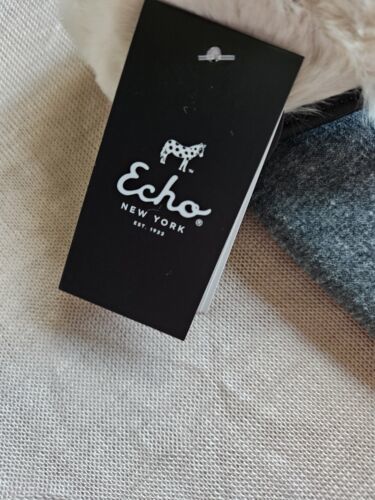 Echo®
NEW YORK
EST. 1923